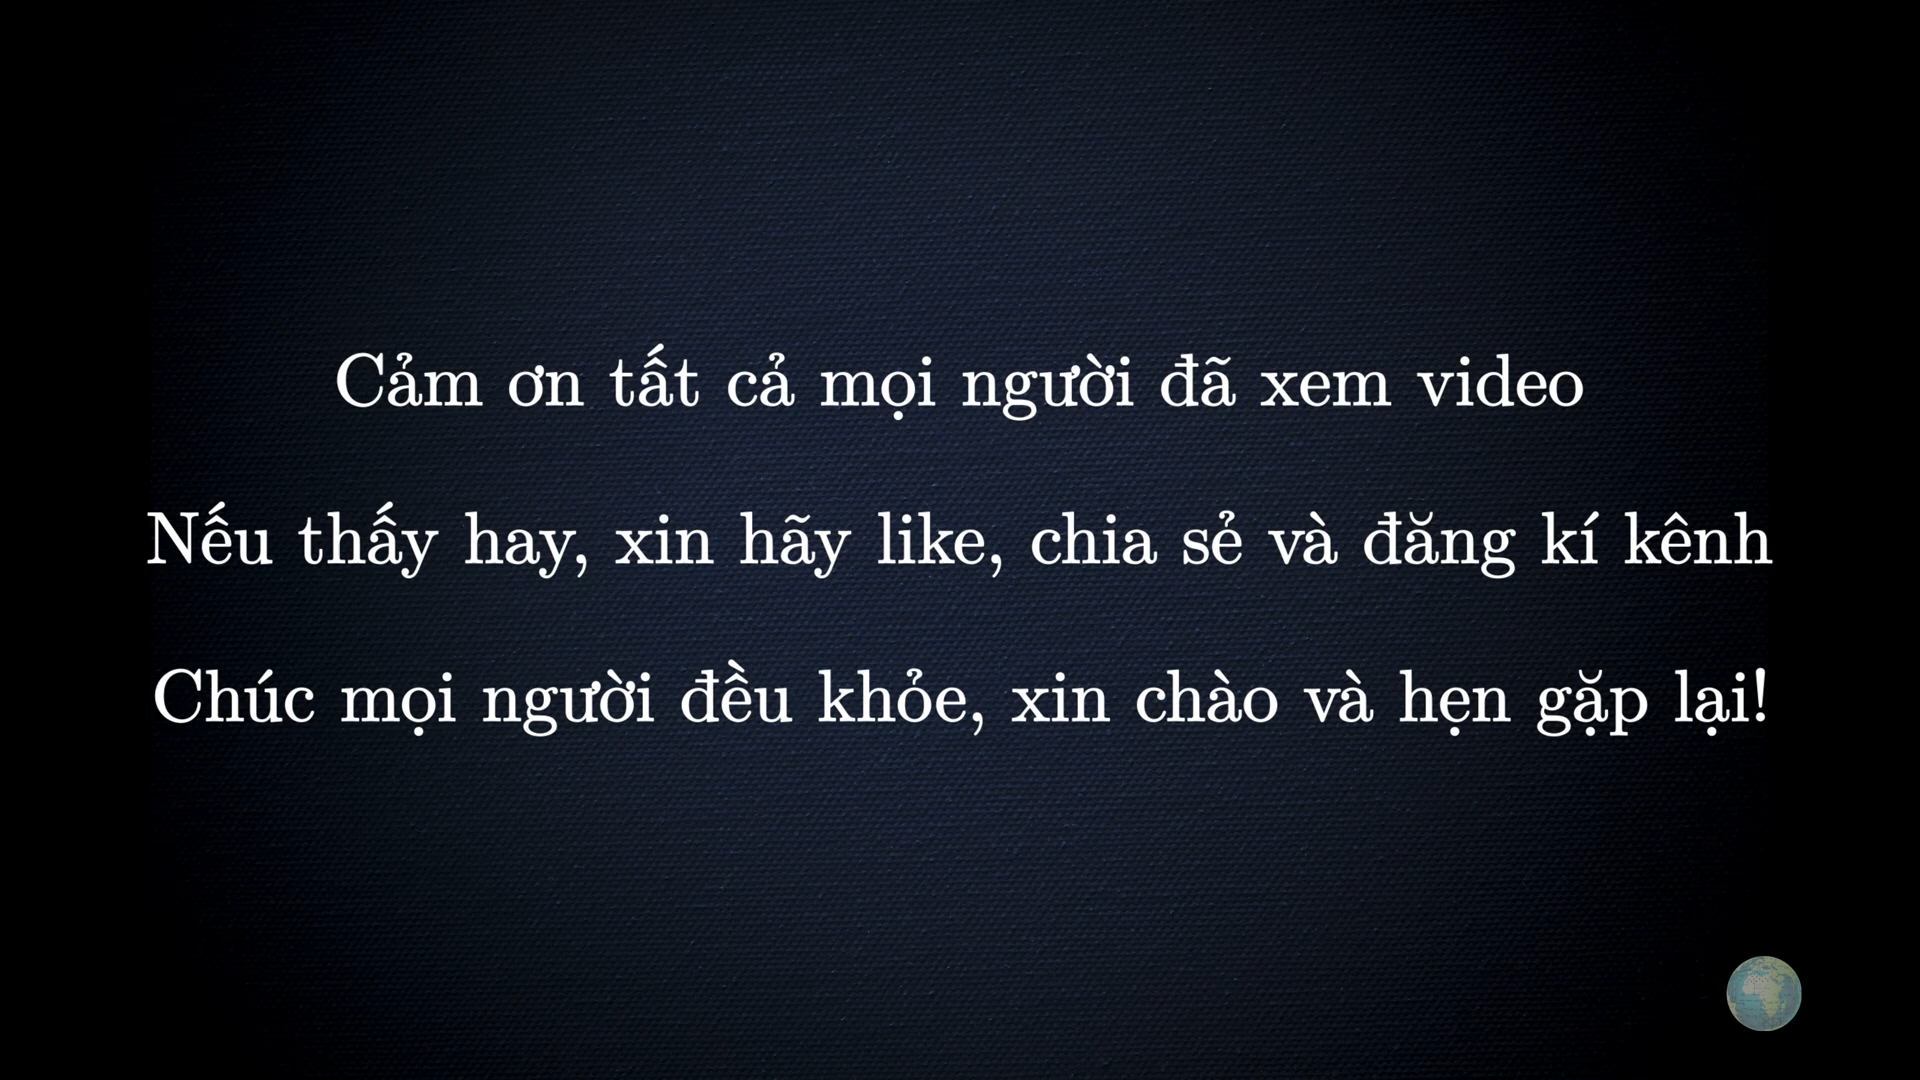 Cảm ơn tất cả mọi người đã xem video
Nếu thấy hay, xin hãy like, chia sẻ và đăng kí kênh
Chúc mọi người đều khỏe, xin chào và hẹn gặp lại!